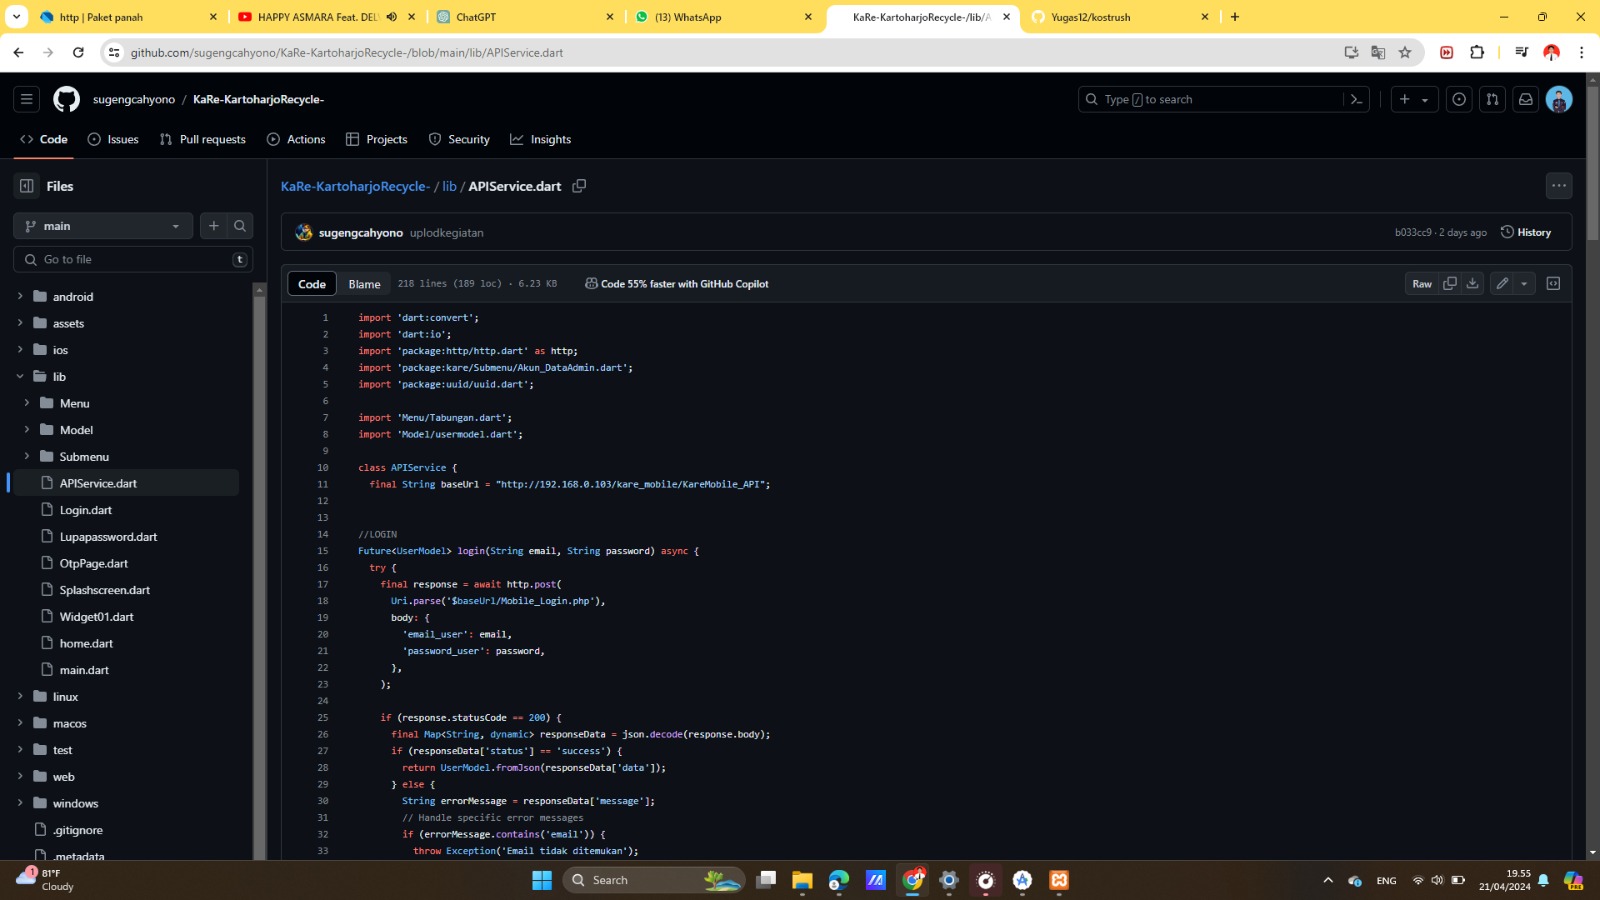 http | Paket panah
HAPPY ASMARA Feat. DEL
ChatGPT
(13) WhatsApp
KaRe-KartoharjoRecycle-/lib/A
Yugas12/kostrush
github.com/sugengcahyono/KaRe-KartoharjoRecycle-/blob/main/lib/APIService.dart
sugengcahyono / KaRe-KartoharjoRecycle-
Type / to search
Code
Issues
Pull requests
Actions
Projects
Security
Insights
Files
KaRe-KartoharjoRecycle- / lib / APIService.dart
main
sugengcahyono uplodkegiatan
b033cc9 · 2 days ago
History
Go to file
t
Code
Blame
218 lines (189 loc) · 6.23 KB
Code 55% faster with GitHub Copilot
Raw
android
assets
ios
lib
Menu
Model
Submenu
APIService.dart
Login.dart
Lupapassword.dart
OtpPage.dart
Splashscreen.dart
Widget01.dart
home.dart
main.dart
linux
macos
test
web
windows
.gitignore
.metadata
1 import 'dart:convert';
2 import 'dart:io';
3 import 'package:http/http.dart' as http;
4 import 'package:kare/Submenu/Akun_DataAdmin.dart';
5 import 'package:uuid/uuid.dart';
6
7 import 'Menu/Tabungan.dart';
8 import 'Model/usermodel.dart';
9
10 class APIService {
11 final String baseUrl = "http://192.168.0.103/kare_mobile/KareMobile_API";
12
13
14 //LOGIN
15 Future<UserModel> login(String email, String password) async {
16 try {
17 final response = await http.post(
18 Uri.parse('$baseUrl/Mobile_Login.php'),
19 body: {
20 'email_user': email,
21 'password_user': password,
22 },
23 );
24
25 if (response.statusCode == 200) {
26 final Map<String, dynamic> responseData = json.decode(response.body);
27 if (responseData['status'] == 'success') {
28 return UserModel.fromJson(responseData['data']);
29 } else {
30 String errorMessage = responseData['message'];
31 // Handle specific error messages
32 if (errorMessage.contains('email')) {
33 throw Exception('Email tidak ditemukan');
1
81°F
Cloudy
Search
ENG
19.55
21/04/2024
PRE